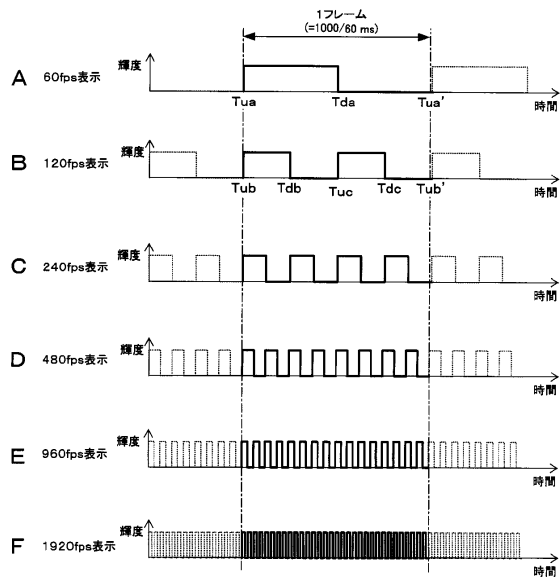 1フレーム
(=1000/60 ms)
A 60fps表示 輝度 時間
Tua Tda Tua'
B 120fps表示 輝度 時間
Tub Tdb Tuc Tdc Tub'
C 240fps表示 輝度 時間
D 480fps表示 輝度 時間
E 960fps表示 輝度 時間
F 1920fps表示 輝度 時間